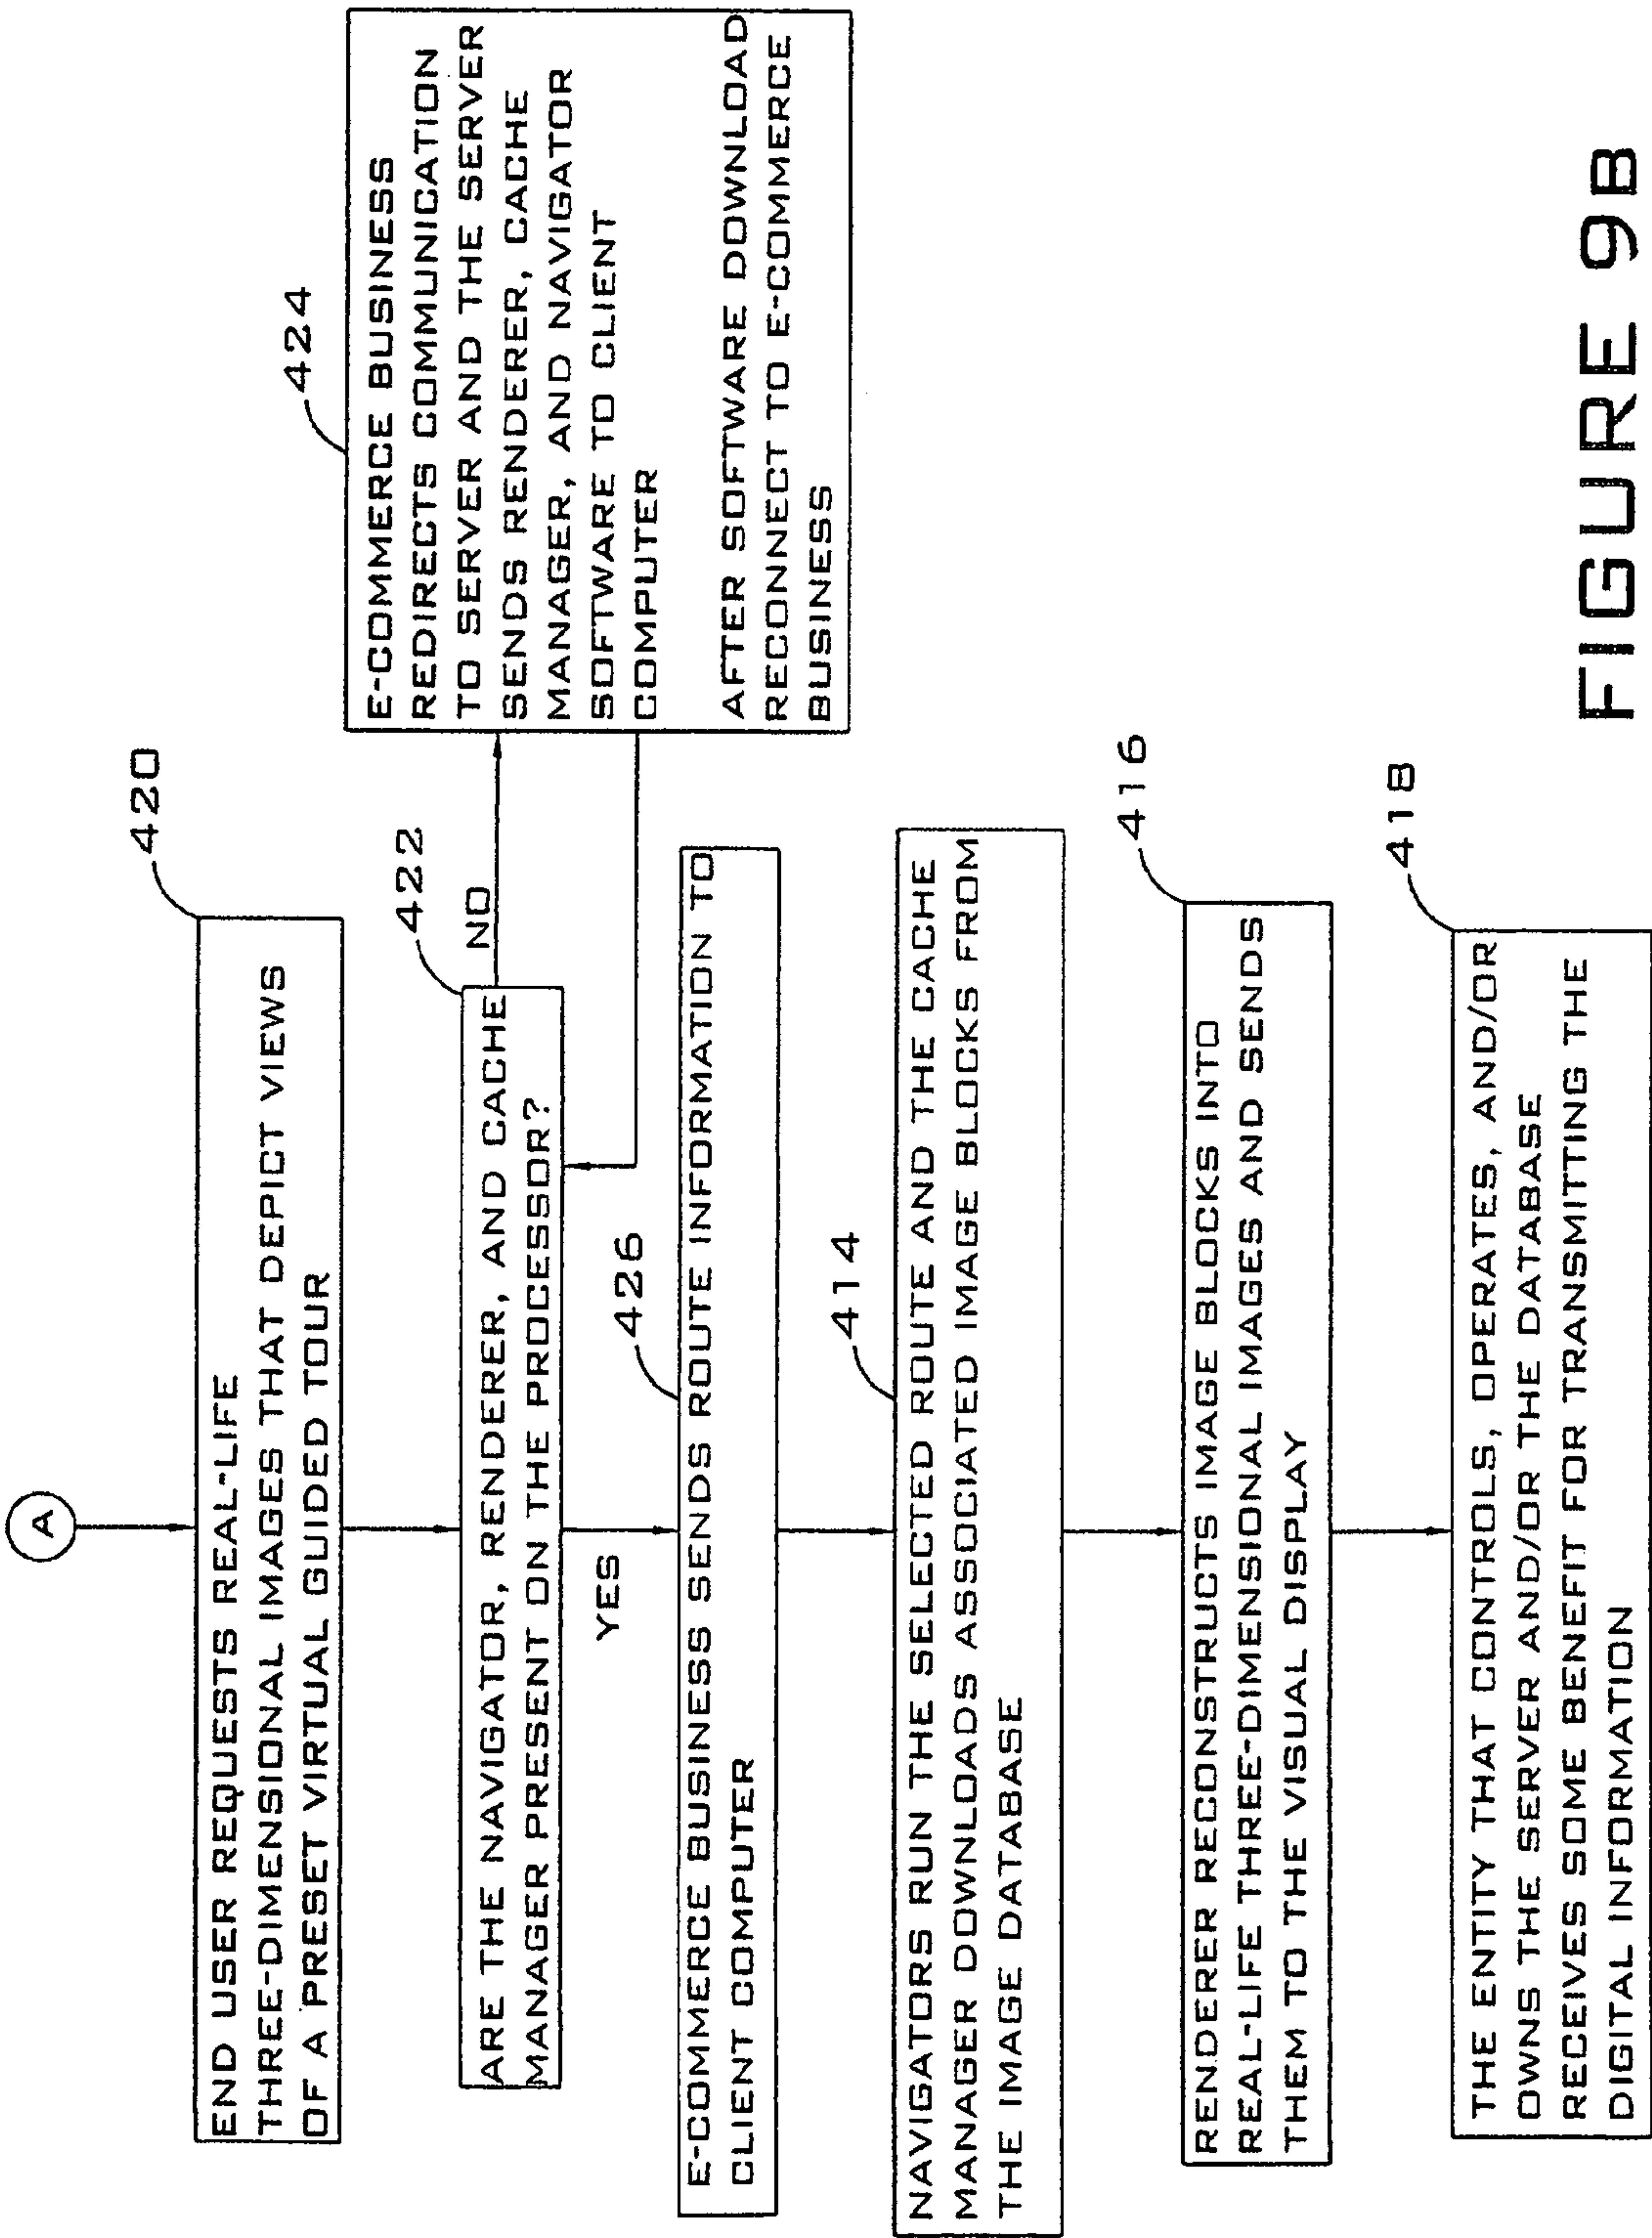 A
420
END USER REQUESTS REAL-LIFE
THREE-DIMENSIONAL IMAGES THAT DEPICT VIEWS
OF A PRESET VIRTUAL GUIDED TOUR
422
ARE THE NAVIGATOR, RENDERER, AND CACHE
MANAGER PRESENT ON THE PROCESSOR?
NO
424
E-COMMERCE BUSINESS
REDIRECTS COMMUNICATION
TO SERVER AND THE SERVER
SENDS RENDERER, CACHE
MANAGER, AND NAVIGATOR
SOFTWARE TO CLIENT
COMPUTER
AFTER SOFTWARE DOWNLOAD
RECONNECT TO E-COMMERCE
BUSINESS
YES
426
E-COMMERCE BUSINESS SENDS ROUTE INFORMATION TO
CLIENT COMPUTER
414
NAVIGATORS RUN THE SELECTED ROUTE AND THE CACHE
MANAGER DOWNLOADS ASSOCIATED IMAGE BLOCKS FROM
THE IMAGE DATABASE
416
RENDERER RECONSTRUCTS IMAGE BLOCKS INTO
REAL-LIFE THREE-DIMENSIONAL IMAGES AND SENDS
THEM TO THE VISUAL DISPLAY
418
THE ENTITY THAT CONTROLS, OPERATES, AND/OR
OWNS THE SERVER AND/OR THE DATABASE
RECEIVES SOME BENEFIT FOR TRANSMITTING THE
DIGITAL INFORMATION
FIGURE 9B